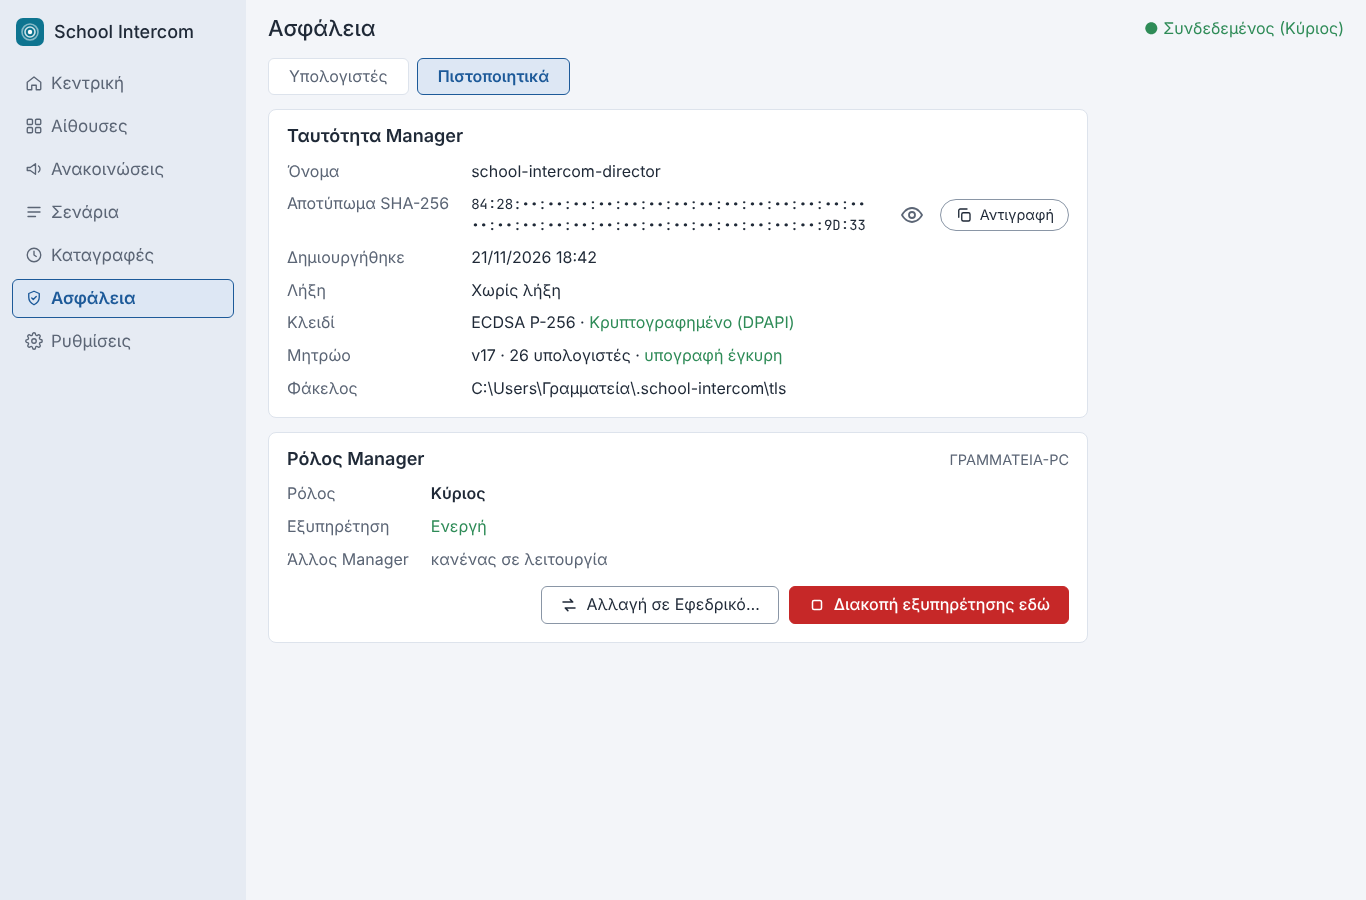 School Intercom
Κεντρική
Αίθουσες
Ανακοινώσεις
Σενάρια
Καταγραφές
Ασφάλεια
Ρυθμίσεις
Ασφάλεια
Συνδεδεμένος (Κύριος)
Υπολογιστές
Πιστοποιητικά
Ταυτότητα Manager
Όνομα school-intercom-director
Αποτύπωμα SHA-256 84:28:••:••:••:••:••:••:••:••:••:••:••:••:••:••
••:••:••:••:••:••:••:••:••:••:••:••:••:••:9D:33
Αντιγραφή
Δημιουργήθηκε 21/11/2026 18:42
Λήξη Χωρίς λήξη
Κλειδί ECDSA P-256 · Κρυπτογραφημένο (DPAPI)
Μητρώο v17 · 26 υπολογιστές · υπογραφή έγκυρη
Φάκελος C:\Users\Γραμματεία\.school-intercom\tls
Ρόλος Manager
ΓΡΑΜΜΑΤΕΙΑ-PC
Ρόλος Κύριος
Εξυπηρέτηση Ενεργή
Άλλος Manager κανένας σε λειτουργία
Αλλαγή σε Εφεδρικό...
Διακοπή εξυπηρέτησης εδώ